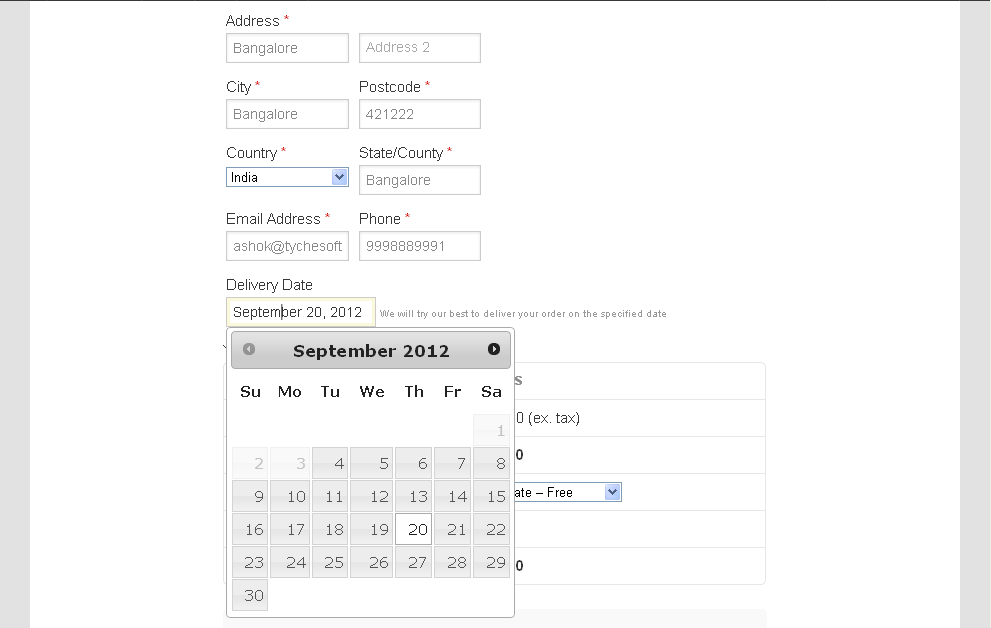 Address *
Bangalore Address 2
City * Postcode *
Bangalore 421222
Country * State/County *
India Bangalore
Email Address * Phone *
ashok@tychesoft 9998889991
Delivery Date
September 20, 2012 We will try our best to deliver your order on the specified date
September 2012
Su Mo Tu We Th Fr Sa
1
2 3 4 5 6 7 8
9 10 11 12 13 14 15
16 17 18 19 20 21 22
23 24 25 26 27 28 29
30
s
0 (ex. tax)
0
ate – Free
0